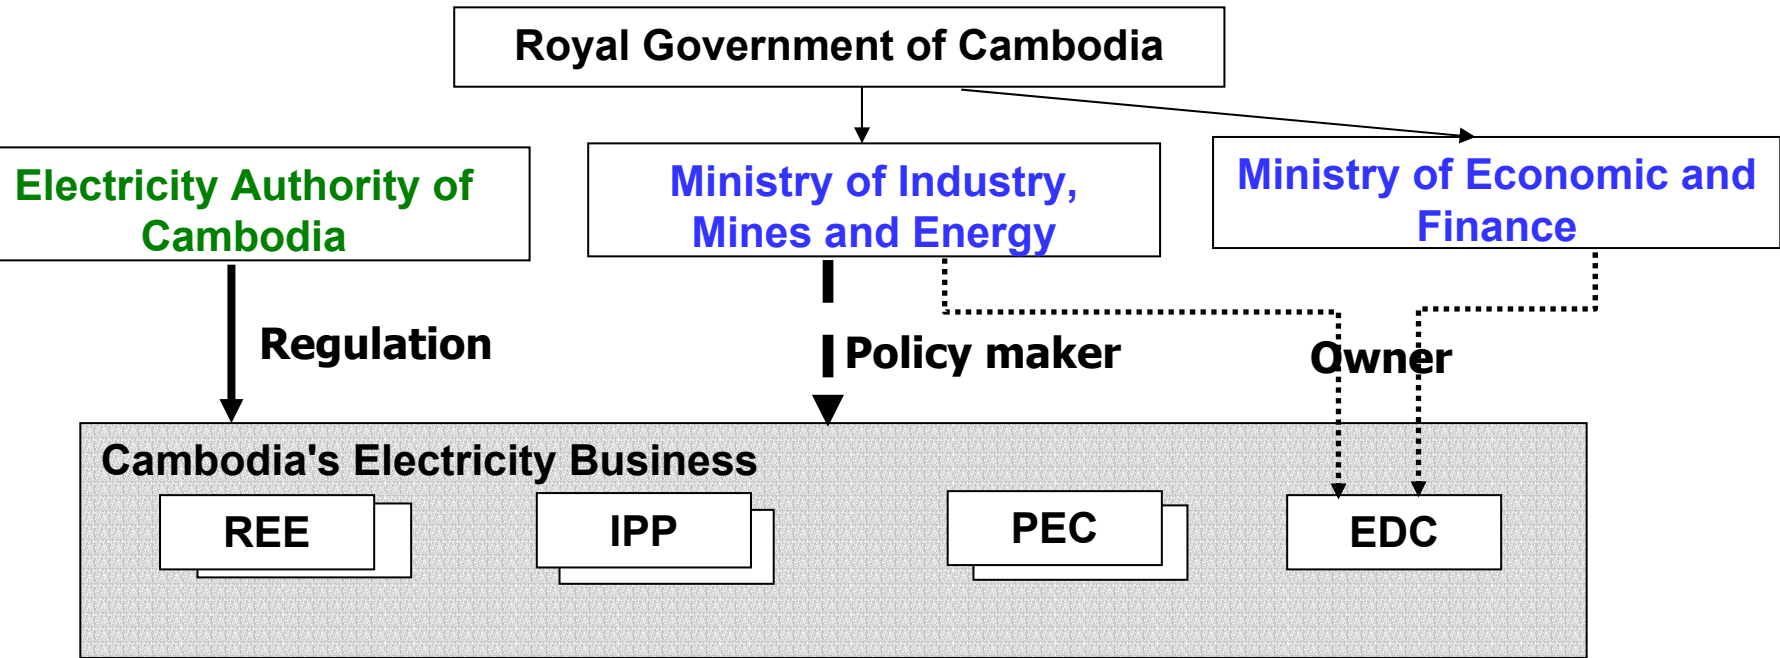 Royal Government of Cambodia
Electricity Authority of
Cambodia
Ministry of Industry,
Mines and Energy
Ministry of Economic and
Finance
Regulation
Policy maker
Owner
Cambodia's Electricity Business
REE
IPP
PEC
EDC